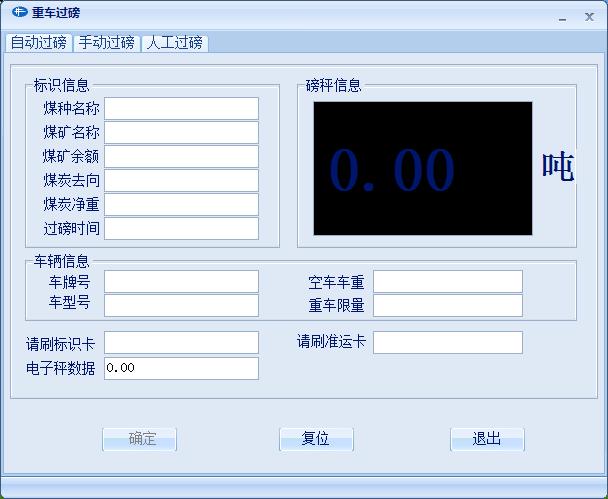 重车过磅
自动过磅 手动过磅 人工过磅
标识信息
煤种名称
煤矿名称
煤矿余额
煤炭去向
煤炭净重
过磅时间
磅秤信息
0.00 吨
车辆信息
车牌号
车型号
空车车重
重车限量
请刷标识卡
请刷准运卡
电子秤数据 0.00
确定 复位 退出